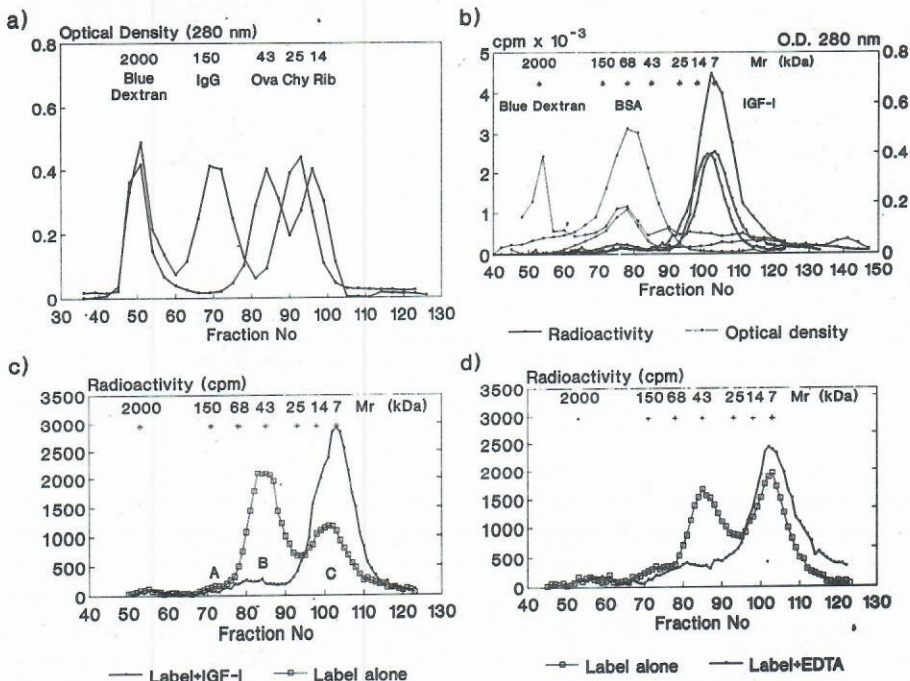 a)
Optical Density (280 nm)
0.8
0.6
0.4
0.2
0
2000 150 43 25 14
Blue Dextran IgG Ova Chy Rib
30 40 50 60 70 80 90 100 110 120 130
Fraction No
b)
cpm x 10⁻³ O.D. 280 nm
5
4
3
2
1
0
2000 150 68 43 25 14 7 Mr (kDa)
Blue Dextran BSA IGF-I
0.8
0.6
0.4
0.2
0
40 50 60 70 80 90 100 110 120 130 140 150
Fraction No
Radioactivity Optical density
c)
Radioactivity (cpm)
3500
3000
2500
2000
1500
1000
500
0
2000 150 68 43 25 14 7 Mr (kDa)
A B C
40 50 60 70 80 90 100 110 120 130
Fraction No
Label+IGF-I Label alone
d)
Radioactivity (cpm)
3500
3000
2500
2000
1500
1000
500
0
2000 150 68 43 25 14 7 Mr (kDa)
40 50 60 70 80 90 100 110 120 130
Fraction No
Label alone Label+EDTA